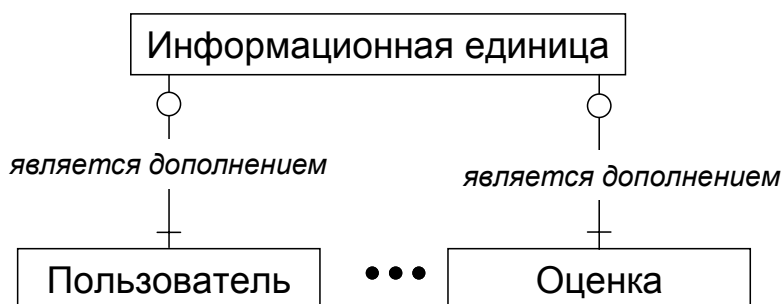 Информационная единица
является дополнением
является дополнением
Пользователь ••• Оценка